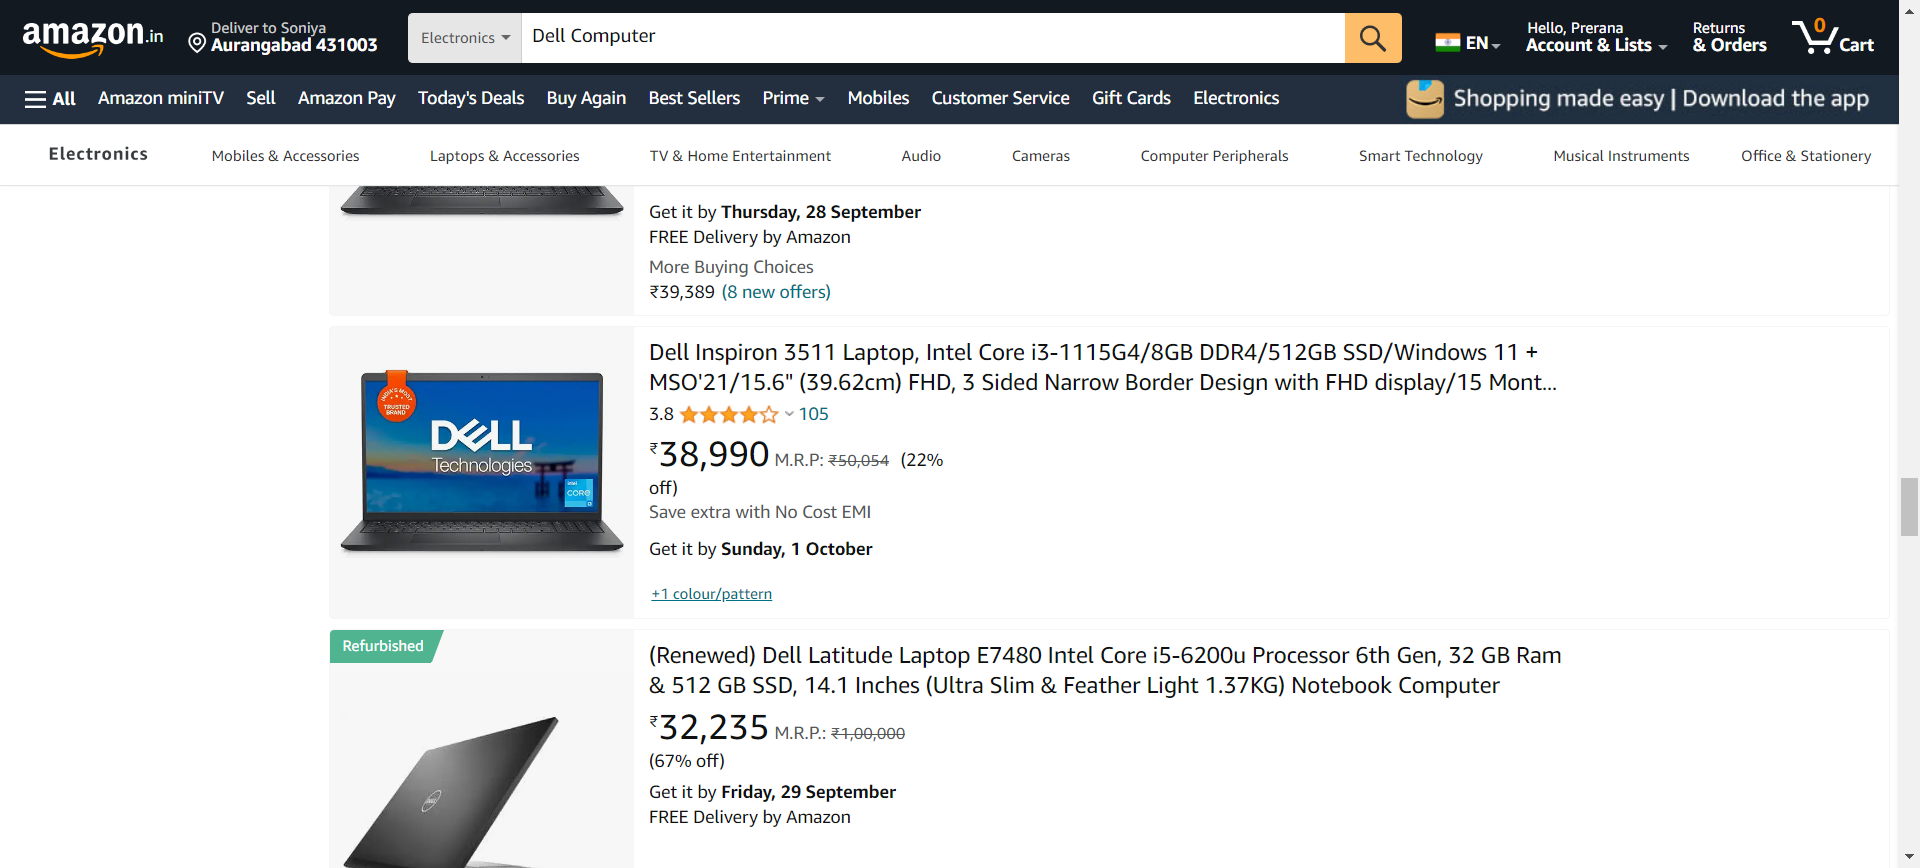 amazon.in
Deliver to Soniya
Aurangabad 431003
Electronics
Dell Computer
EN
Hello, Prerana
Account & Lists
Returns
& Orders
0
Cart
All
Amazon miniTV
Sell
Amazon Pay
Today's Deals
Buy Again
Best Sellers
Prime
Mobiles
Customer Service
Gift Cards
Electronics
Shopping made easy | Download the app
Electronics
Mobiles & Accessories
Laptops & Accessories
TV & Home Entertainment
Audio
Cameras
Computer Peripherals
Smart Technology
Musical Instruments
Office & Stationery
Get it by Thursday, 28 September
FREE Delivery by Amazon
More Buying Choices
₹39,389 (8 new offers)
INDIA'S MOST
TRUSTED
BRAND
DELL
Technologies
intel
CORE
i3
Dell Inspiron 3511 Laptop, Intel Core i3-1115G4/8GB DDR4/512GB SSD/Windows 11 +
MSO'21/15.6" (39.62cm) FHD, 3 Sided Narrow Border Design with FHD display/15 Mont...
3.8 105
₹38,990 M.R.P: ₹50,054 (22%
off)
Save extra with No Cost EMI
Get it by Sunday, 1 October
+1 colour/pattern
Refurbished
DELL
(Renewed) Dell Latitude Laptop E7480 Intel Core i5-6200u Processor 6th Gen, 32 GB Ram
& 512 GB SSD, 14.1 Inches (Ultra Slim & Feather Light 1.37KG) Notebook Computer
₹32,235 M.R.P.: ₹1,00,000
(67% off)
Get it by Friday, 29 September
FREE Delivery by Amazon